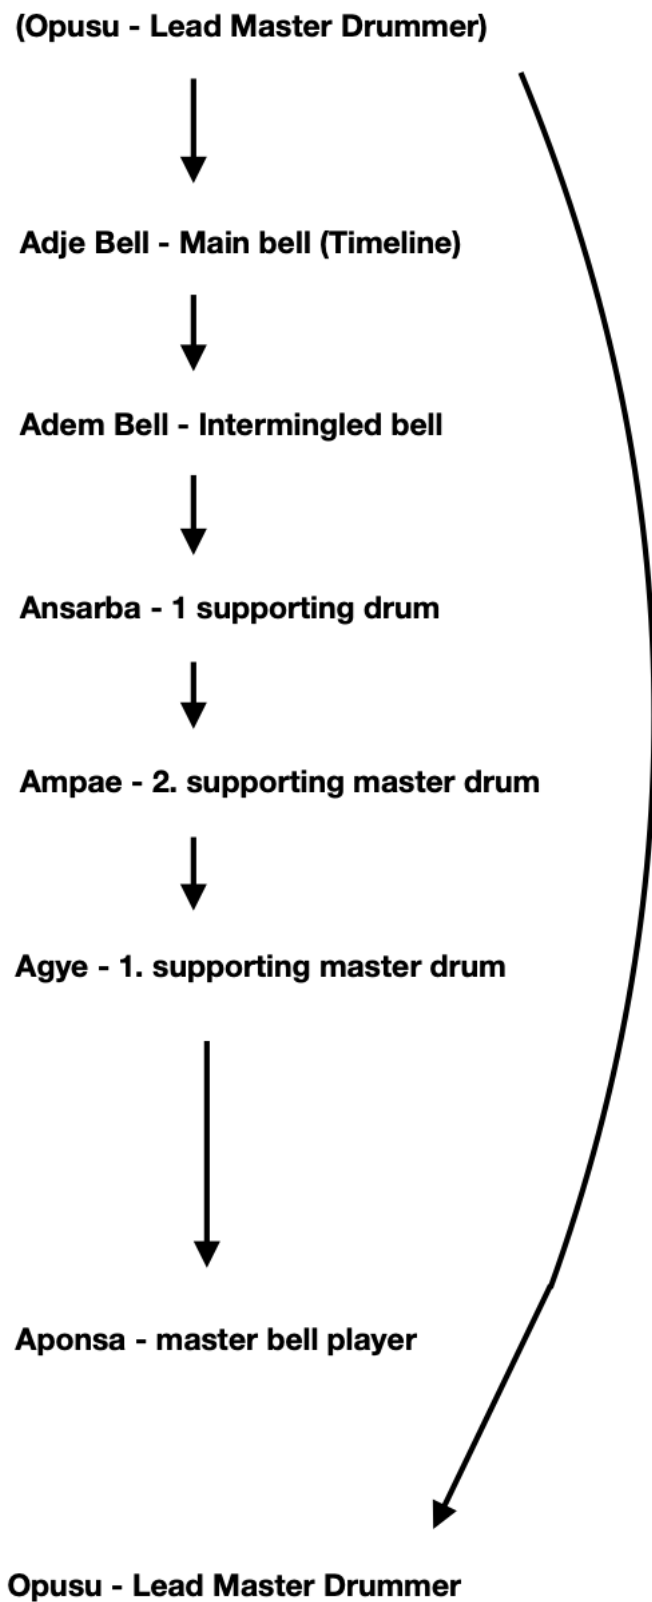 (Opusu - Lead Master Drummer)
Adje Bell - Main bell (Timeline)
Adem Bell - Intermingled bell
Ansarba - 1 supporting drum
Ampae - 2. supporting master drum
Agye - 1. supporting master drum
Aponsa - master bell player
Opusu - Lead Master Drummer